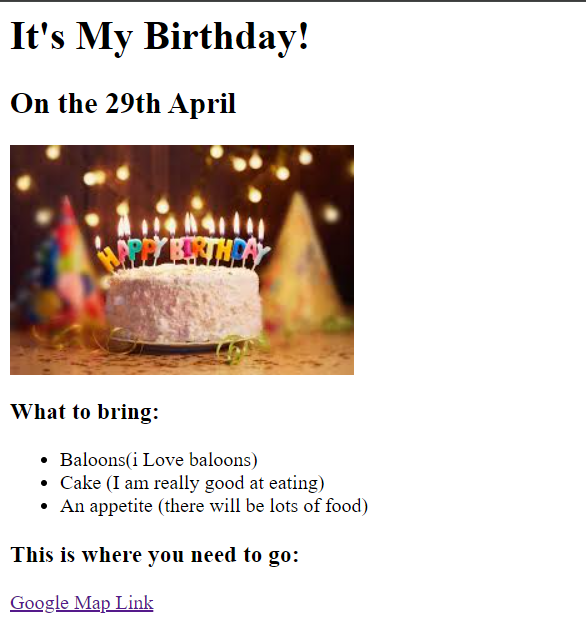 It's My Birthday!
On the 29th April
HAPPY BIRTHDAY
What to bring:
Baloons(i Love baloons)
Cake (I am really good at eating)
An appetite (there will be lots of food)
This is where you need to go:
Google Map Link